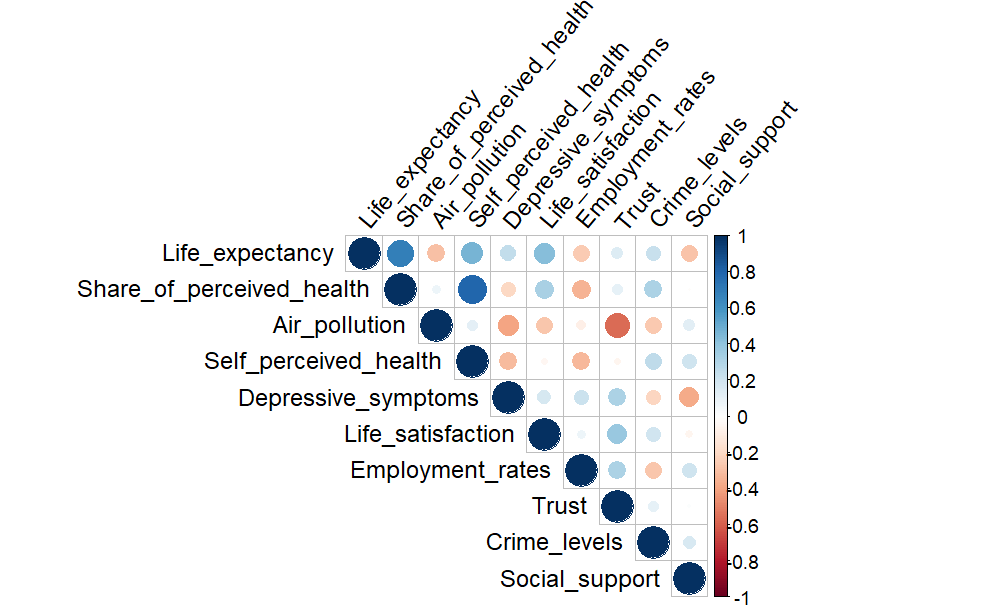 Life_expectancy
Share_of_perceived_health
Air_pollution
Self_perceived_health
Depressive_symptoms
Life_satisfaction
Employment_rates
Trust
Crime_levels
Social_support
Life_expectancy
Share_of_perceived_health
Air_pollution
Self_perceived_health
Depressive_symptoms
Life_satisfaction
Employment_rates
Trust
Crime_levels
Social_support
1
0.8
0.6
0.4
0.2
0
-0.2
-0.4
-0.6
-0.8
-1